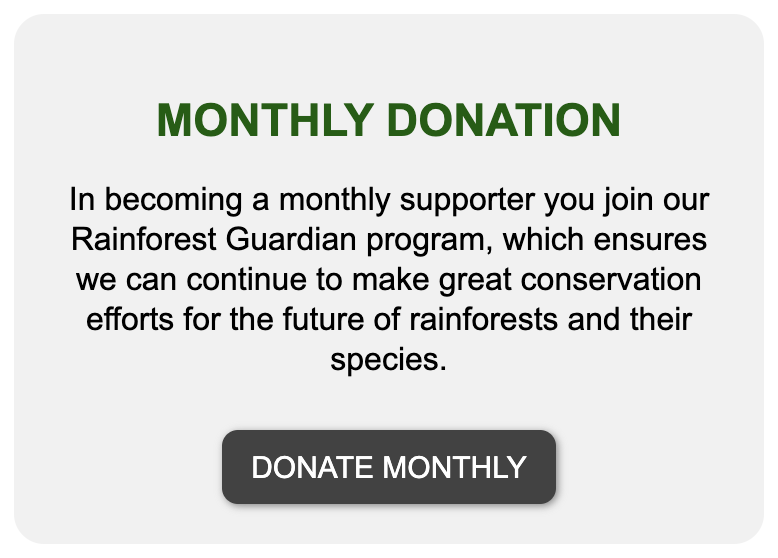 MONTHLY DONATION
In becoming a monthly supporter you join our
Rainforest Guardian program, which ensures
we can continue to make great conservation
efforts for the future of rainforests and their
species.
DONATE MONTHLY